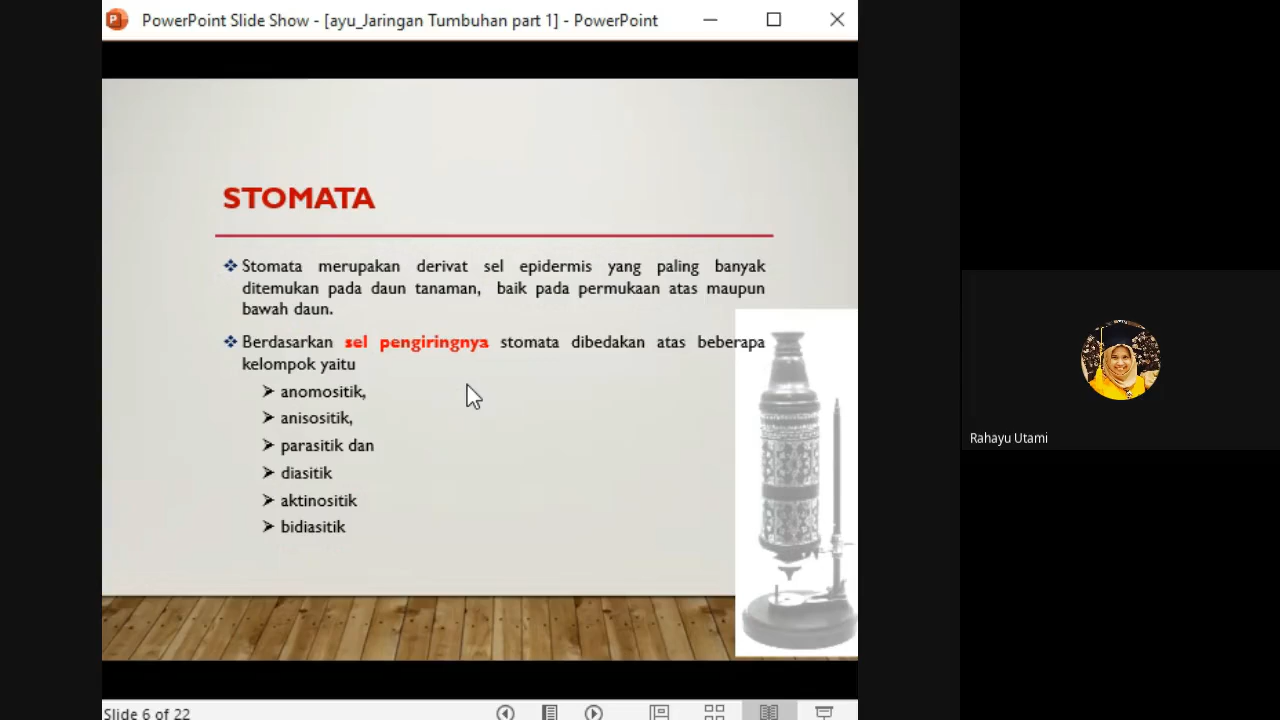 PowerPoint Slide Show - [ayu_Jaringan Tumbuhan part 1] - PowerPoint
STOMATA
Stomata merupakan derivat sel epidermis yang paling banyak
ditemukan pada daun tanaman, baik pada permukaan atas maupun
bawah daun.
Berdasarkan sel pengiringnya stomata dibedakan atas beberapa
kelompok yaitu
anomositik,
anisositik,
parasitik dan
diasitik
aktinositik
bidiasitik
Rahayu Utami
Slide 6 of 22